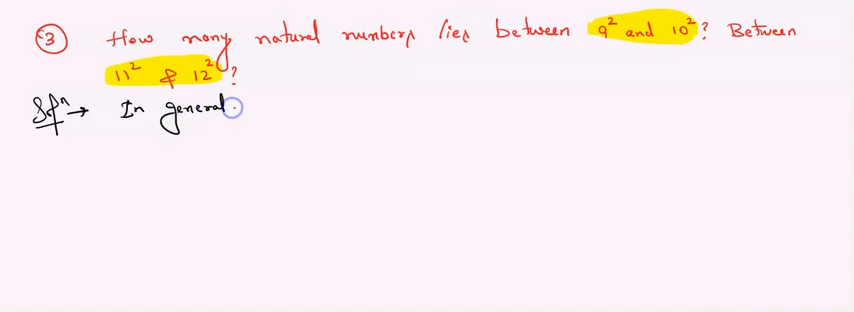 ③ How many natural numbers lies between 9² and 10²? Between
11² & 12²?
Solⁿ → In general.